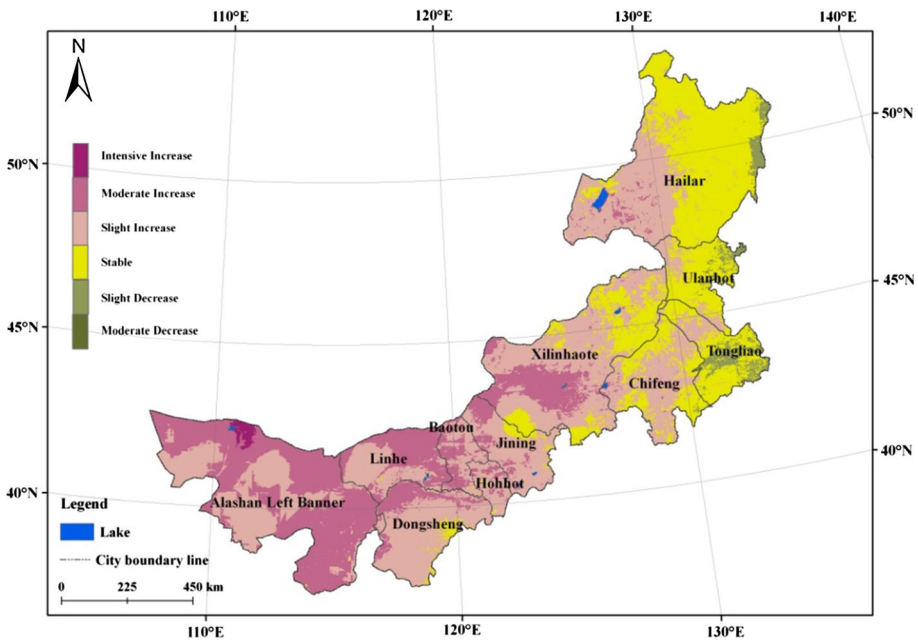 110°E 120°E 130°E 140°E
N
50°N
Intensive Increase
50°N
Moderate Increase
Hailar
Slight Increase
Stable
Ulanhot
45°N
Slight Decrease
45°N
Moderate Decrease
Xilinhaote
Tongliao
Chifeng
Baotou
Jining
40°N
Linhe
Hohhot
40°N
Alashan Left Banner
Legend
Dongsheng
Lake
City boundary line
0 225 450 km
110°E 120°E 130°E